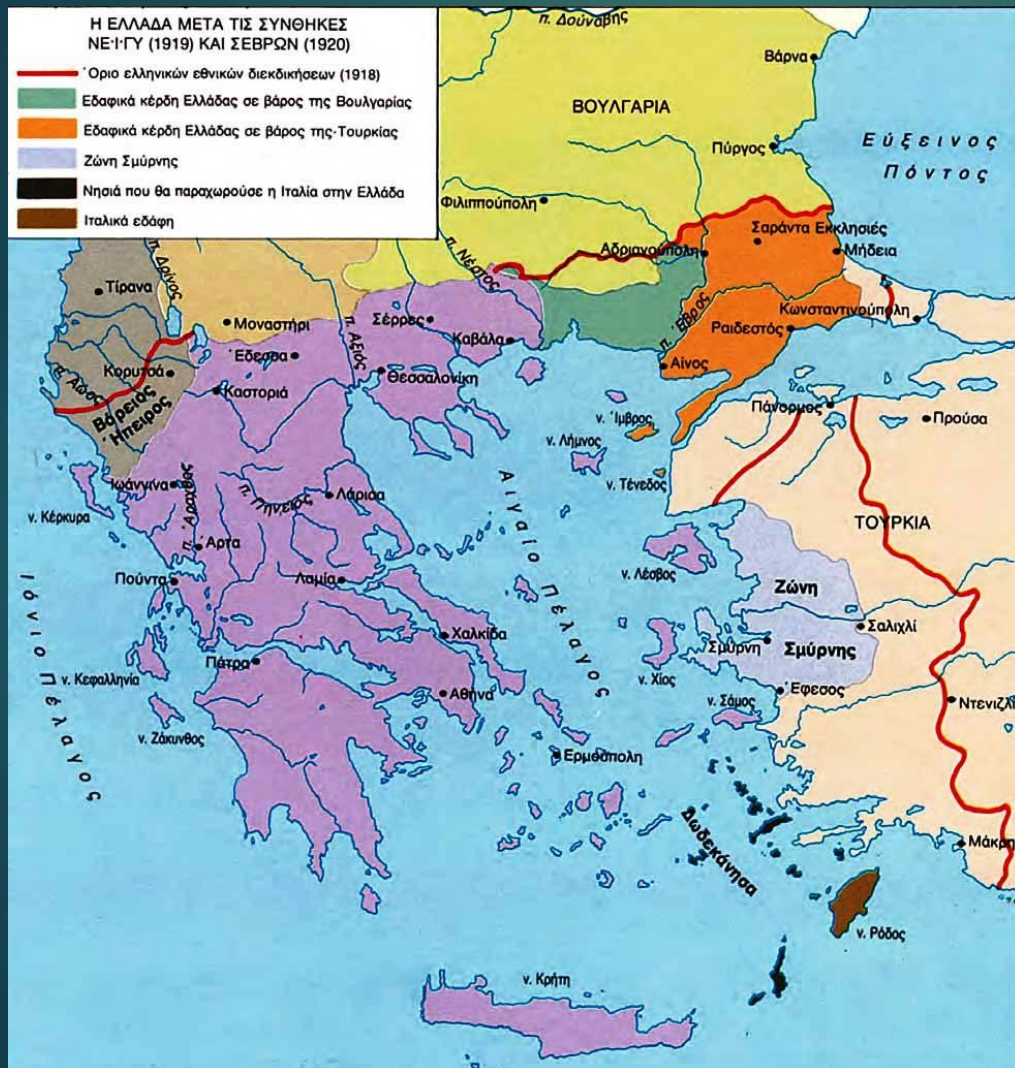 Η ΕΛΛΑΔΑ ΜΕΤΑ ΤΙΣ ΣΥΝΘΗΚΕΣ
ΝΕ·Ι·ΓΥ (1919) ΚΑΙ ΣΕΒΡΩΝ (1920)
Όριο ελληνικών εθνικών διεκδικήσεων (1918)
Εδαφικά κέρδη Ελλάδας σε βάρος της Βουλγαρίας
Εδαφικά κέρδη Ελλάδας σε βάρος της-Τουρκίας
Ζώνη Σμύρνης
Νησιά που θα παραχωρούσε η Ιταλία στην Ελλάδα
Ιταλικά εδάφη
π. Δούναβης
Βάρνα
ΒΟΥΛΓΑΡΙΑ
Πύργος
Εύξεινος
Πόντος
Φιλιππούπολη
Σαράντα Εκκλησιές
Αδριανούπολη
Μήδεια
π. Δρίνος
π. Νέστος
Τίρανα
Κωνσταντινούπολη
π. Έβρος
Ραιδεστός
Μοναστήρι
Σέρρες
Καβάλα
π. Αξιός
Έδεσσα
Αίνος
Κορυτσά
Θεσσαλονίκη
π. Αώος
Καστοριά
Βόρειος
Ήπειρος
Πάνορμος
Προύσα
ν. Ίμβρος
ν. Λήμνος
ν. Τένεδος
Ιωάννινα
π. Άραχθος
π. Πηνειός
Λάρισα
ν. Κέρκυρα
Αιγαίο Πέλαγος
ΤΟΥΡΚΙΑ
Άρτα
Πούντα
Λαμία
ν. Λέσβος
Ζώνη
Σμύρνης
Σαλιχλί
Σμύρνη
Ιόνιο Πέλαγος
Χαλκίδα
Πάτρα
ν. Κεφαλληνία
ν. Χίος
Αθήνα
Έφεσος
ν. Σάμος
Ντενιζλί
ν. Ζάκυνθος
Ερμούπολη
Δωδεκάνησα
Μάκρη
ν. Ρόδος
ν. Κρήτη